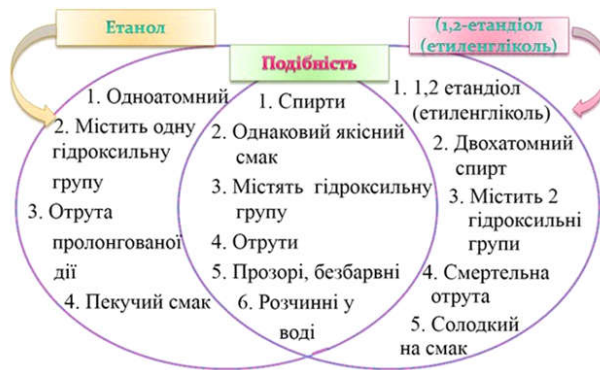 Етанол
1. Одноатомний
2. Містить одну
гідроксильну
групу
3. Отрута
пролонгованої
дії
4. Пекучий смак
Подібність
1. Спирти
2. Однаковий якісний
смак
3. Містять гідроксильну
групу
4. Отрути
5. Прозорі, безбарвні
6. Розчинні у
воді
(1,2-етандіол
(етиленгліколь)
1. 1,2 етандіол
(етиленгліколь)
2. Двохатомний
спирт
3. Містить 2
гідроксильні
групи
4. Смертельна
отрута
5. Солодкий
на смак